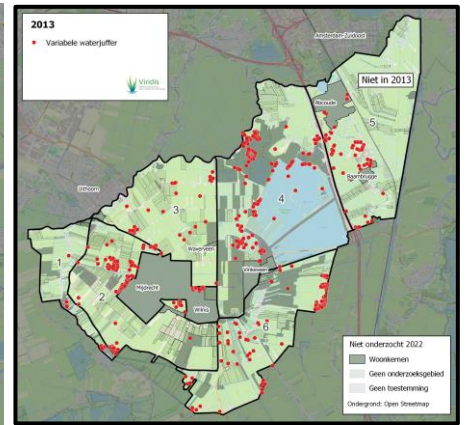 2013
Variabele waterjuffer
Viridis
Amsterdam-Zuidoost
Niet in 2013
Abcoude
5
Baambrugge
Uithoorn
3
4
Waverveen
1
2
Mijdrecht
Vinkeveen
Wilnis
6
Niet onderzocht 2022
Woonkernen
Geen onderzoeksgebied
Geen toestemming
Ondergrond: Open Streetmap